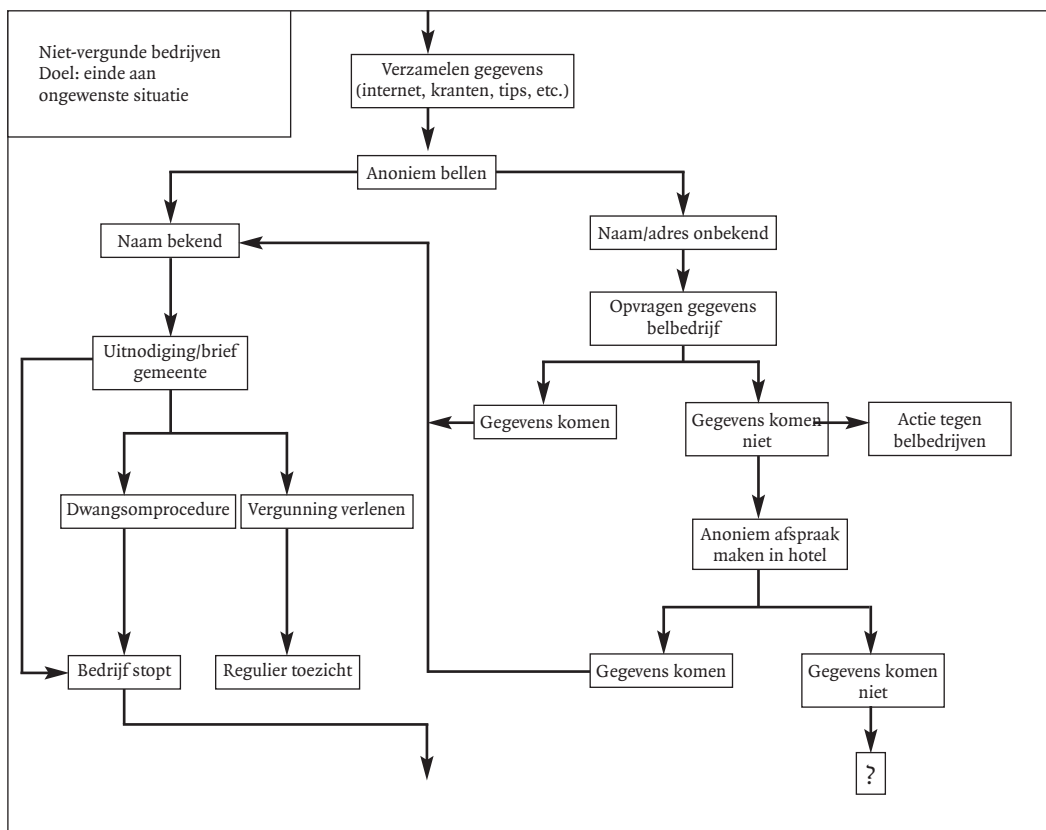 Niet-vergunde bedrijven
Doel: einde aan
ongewenste situatie
Verzamelen gegevens
(internet, kranten, tips, etc.)
Anoniem bellen
Naam bekend
Naam/adres onbekend
Opvragen gegevens
belbedrijf
Uitnodiging/brief
gemeente
Gegevens komen
Gegevens komen
niet
Actie tegen
belbedrijven
Dwangsomprocedure
Vergunning verlenen
Anoniem afspraak
maken in hotel
Bedrijf stopt
Regulier toezicht
Gegevens komen
Gegevens komen
niet
?